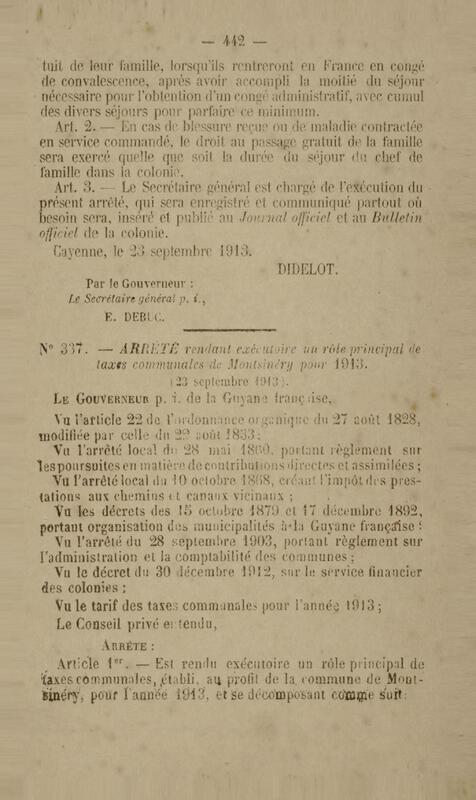 — 442 —
tuit de leur famille, lorsqu'ils rentreront en France en congé
de convalescence, après avoir accompli la moitié du séjour
nécessaire pour l'obtention d'un congé administratif, avec cumul
des divers séjours pour parfaire ce minimum.
Art. 2. — En cas de blessure reçue ou de maladie contractée
en service commandé, le droit au passage gratuit de la famille
sera exercé quelle que soit la durée du séjour du chef de
famille dans la colonie.
Art. 3. — Le Secrétaire général est chargé de l'exécution du
présent arrêté, qui sera enregistré et communiqué partout où
besoin sera, inséré et publié au Journal officiel et au Bulletin
officiel de la colonie.
Cayenne, le 23 septembre 1913.
DIDELOT.
Par le Gouverneur :
Le Secrétaire général p. i.,
E. DEBUC.
N° 337. — ARRÊTÉ rendant exécutoire un rôle principal de
taxes communales de Montsinéry pour 1913.
(23 septembre 1913).
LE GOUVERNEUR p. i. de la Guyane française,
Vu l'article 22 de l'ordonnance organique du 27 août 1828,
modifiée par celle du 22 août 1833;
Vu l'arrêté local du 28 mai 1860, portant règlement sur
les poursuites en matière de contributions directes et assimilées ;
Vu l'arrêté local du 10 octobre 1868, créant l'impôt des pres-
tations aux chemins et canaux vicinaux ;
Vu les décrets des 15 octobre 1879 et 17 décembre 1892,
portant organisation des municipalités à la Guyane française :
Vu l'arrêté du 28 septembre 1903, portant règlement sur
l'administration et la comptabilité des communes ;
Vu le décret du 30 décembre 1912, sur le service financier
des colonies ;
Vu le tarif des taxes communales pour l'année 1913 ;
Le Conseil privé entendu,
ARRÊTE :
Article 1er. — Est rendu exécutoire un rôle principal de
taxes communales, établi, au profit de la commune de Mont-
sinéry, pour l'année 1913, et se décomposant comme suit: